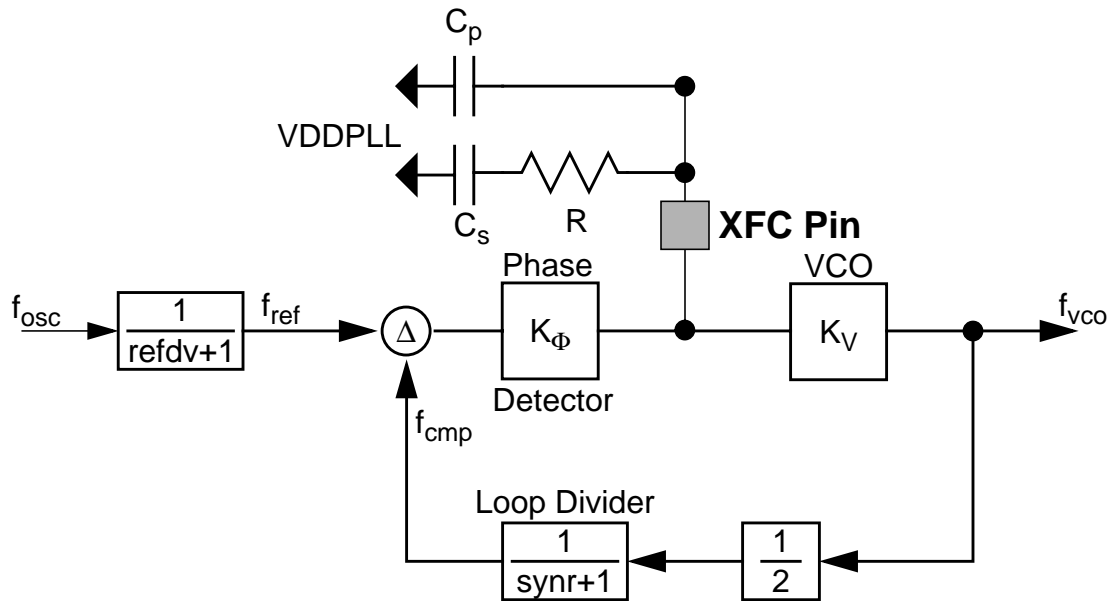 Cp
VDDPLL
Cs
R
XFC Pin
Phase
VCO
fosc
1
refdv+1
fref
Δ
KΦ
KV
fvco
Detector
fcmp
Loop Divider
1
synr+1
1
2